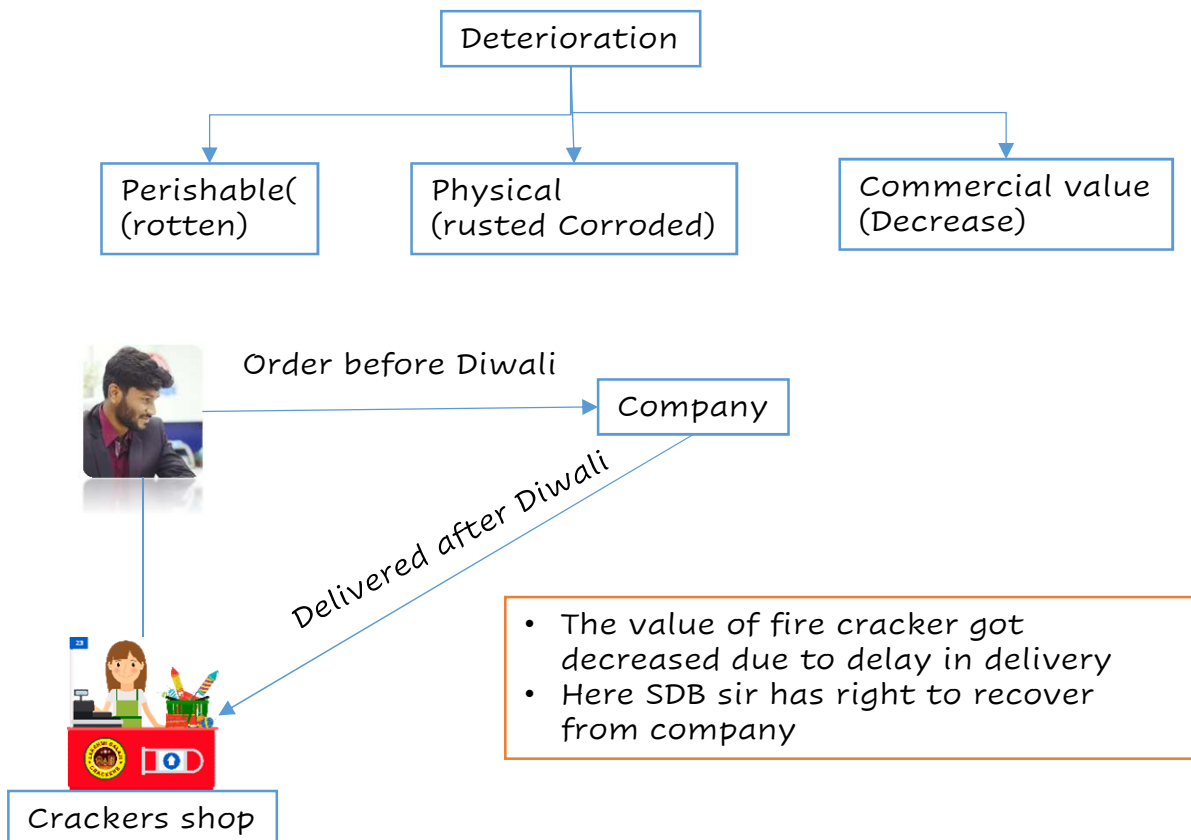 Deterioration
Perishable(
(rotten)
Physical
(rusted Corroded)
Commercial value
(Decrease)
Order before Diwali
Company
Delivered after Diwali
• The value of fire cracker got
decreased due to delay in delivery
• Here SDB sir has right to recover
from company
23
CRACKERS
Crackers shop